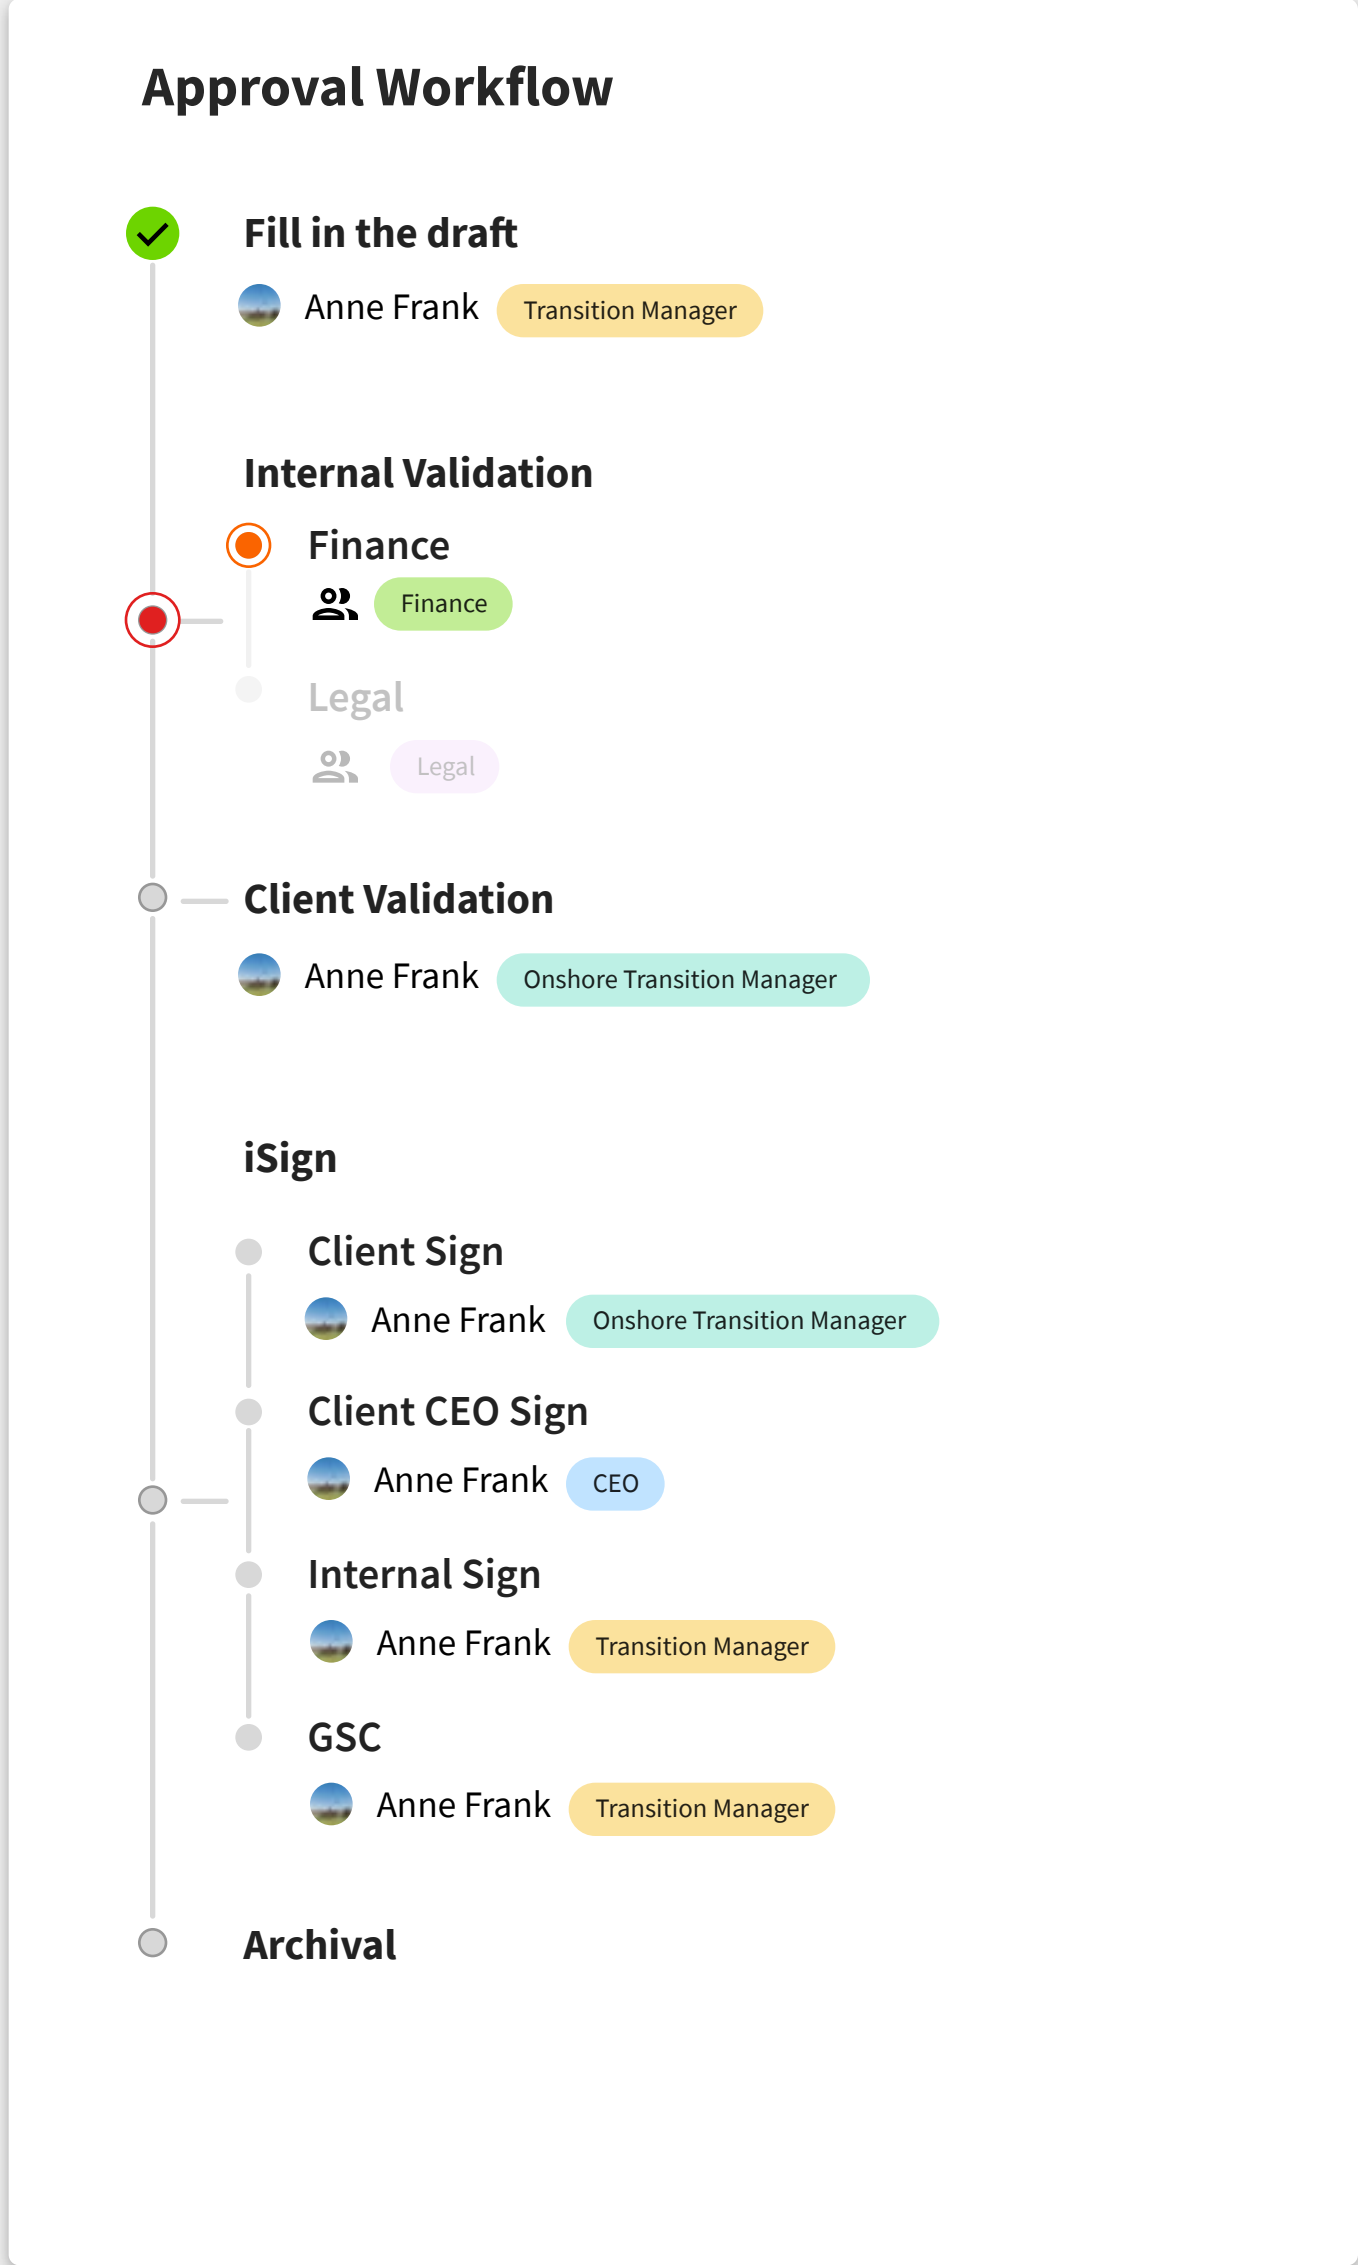 Approval Workflow
Fill in the draft
Anne Frank Transition Manager
Internal Validation
Finance
Finance
Legal
Legal
Client Validation
Anne Frank Onshore Transition Manager
iSign
Client Sign
Anne Frank Onshore Transition Manager
Client CEO Sign
Anne Frank CEO
Internal Sign
Anne Frank Transition Manager
GSC
Anne Frank Transition Manager
Archival